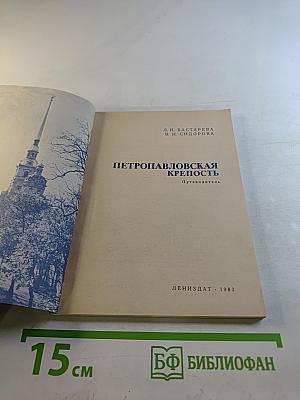 Л. И. БАСТАРЕВА
В. И. СИДОРОВА
ПЕТРОПАВЛОВСКАЯ
КРЕПОСТЬ
Путеводитель
ЛЕНИЗДАТ · 1983
15 см
БФ БИБЛИОФАН